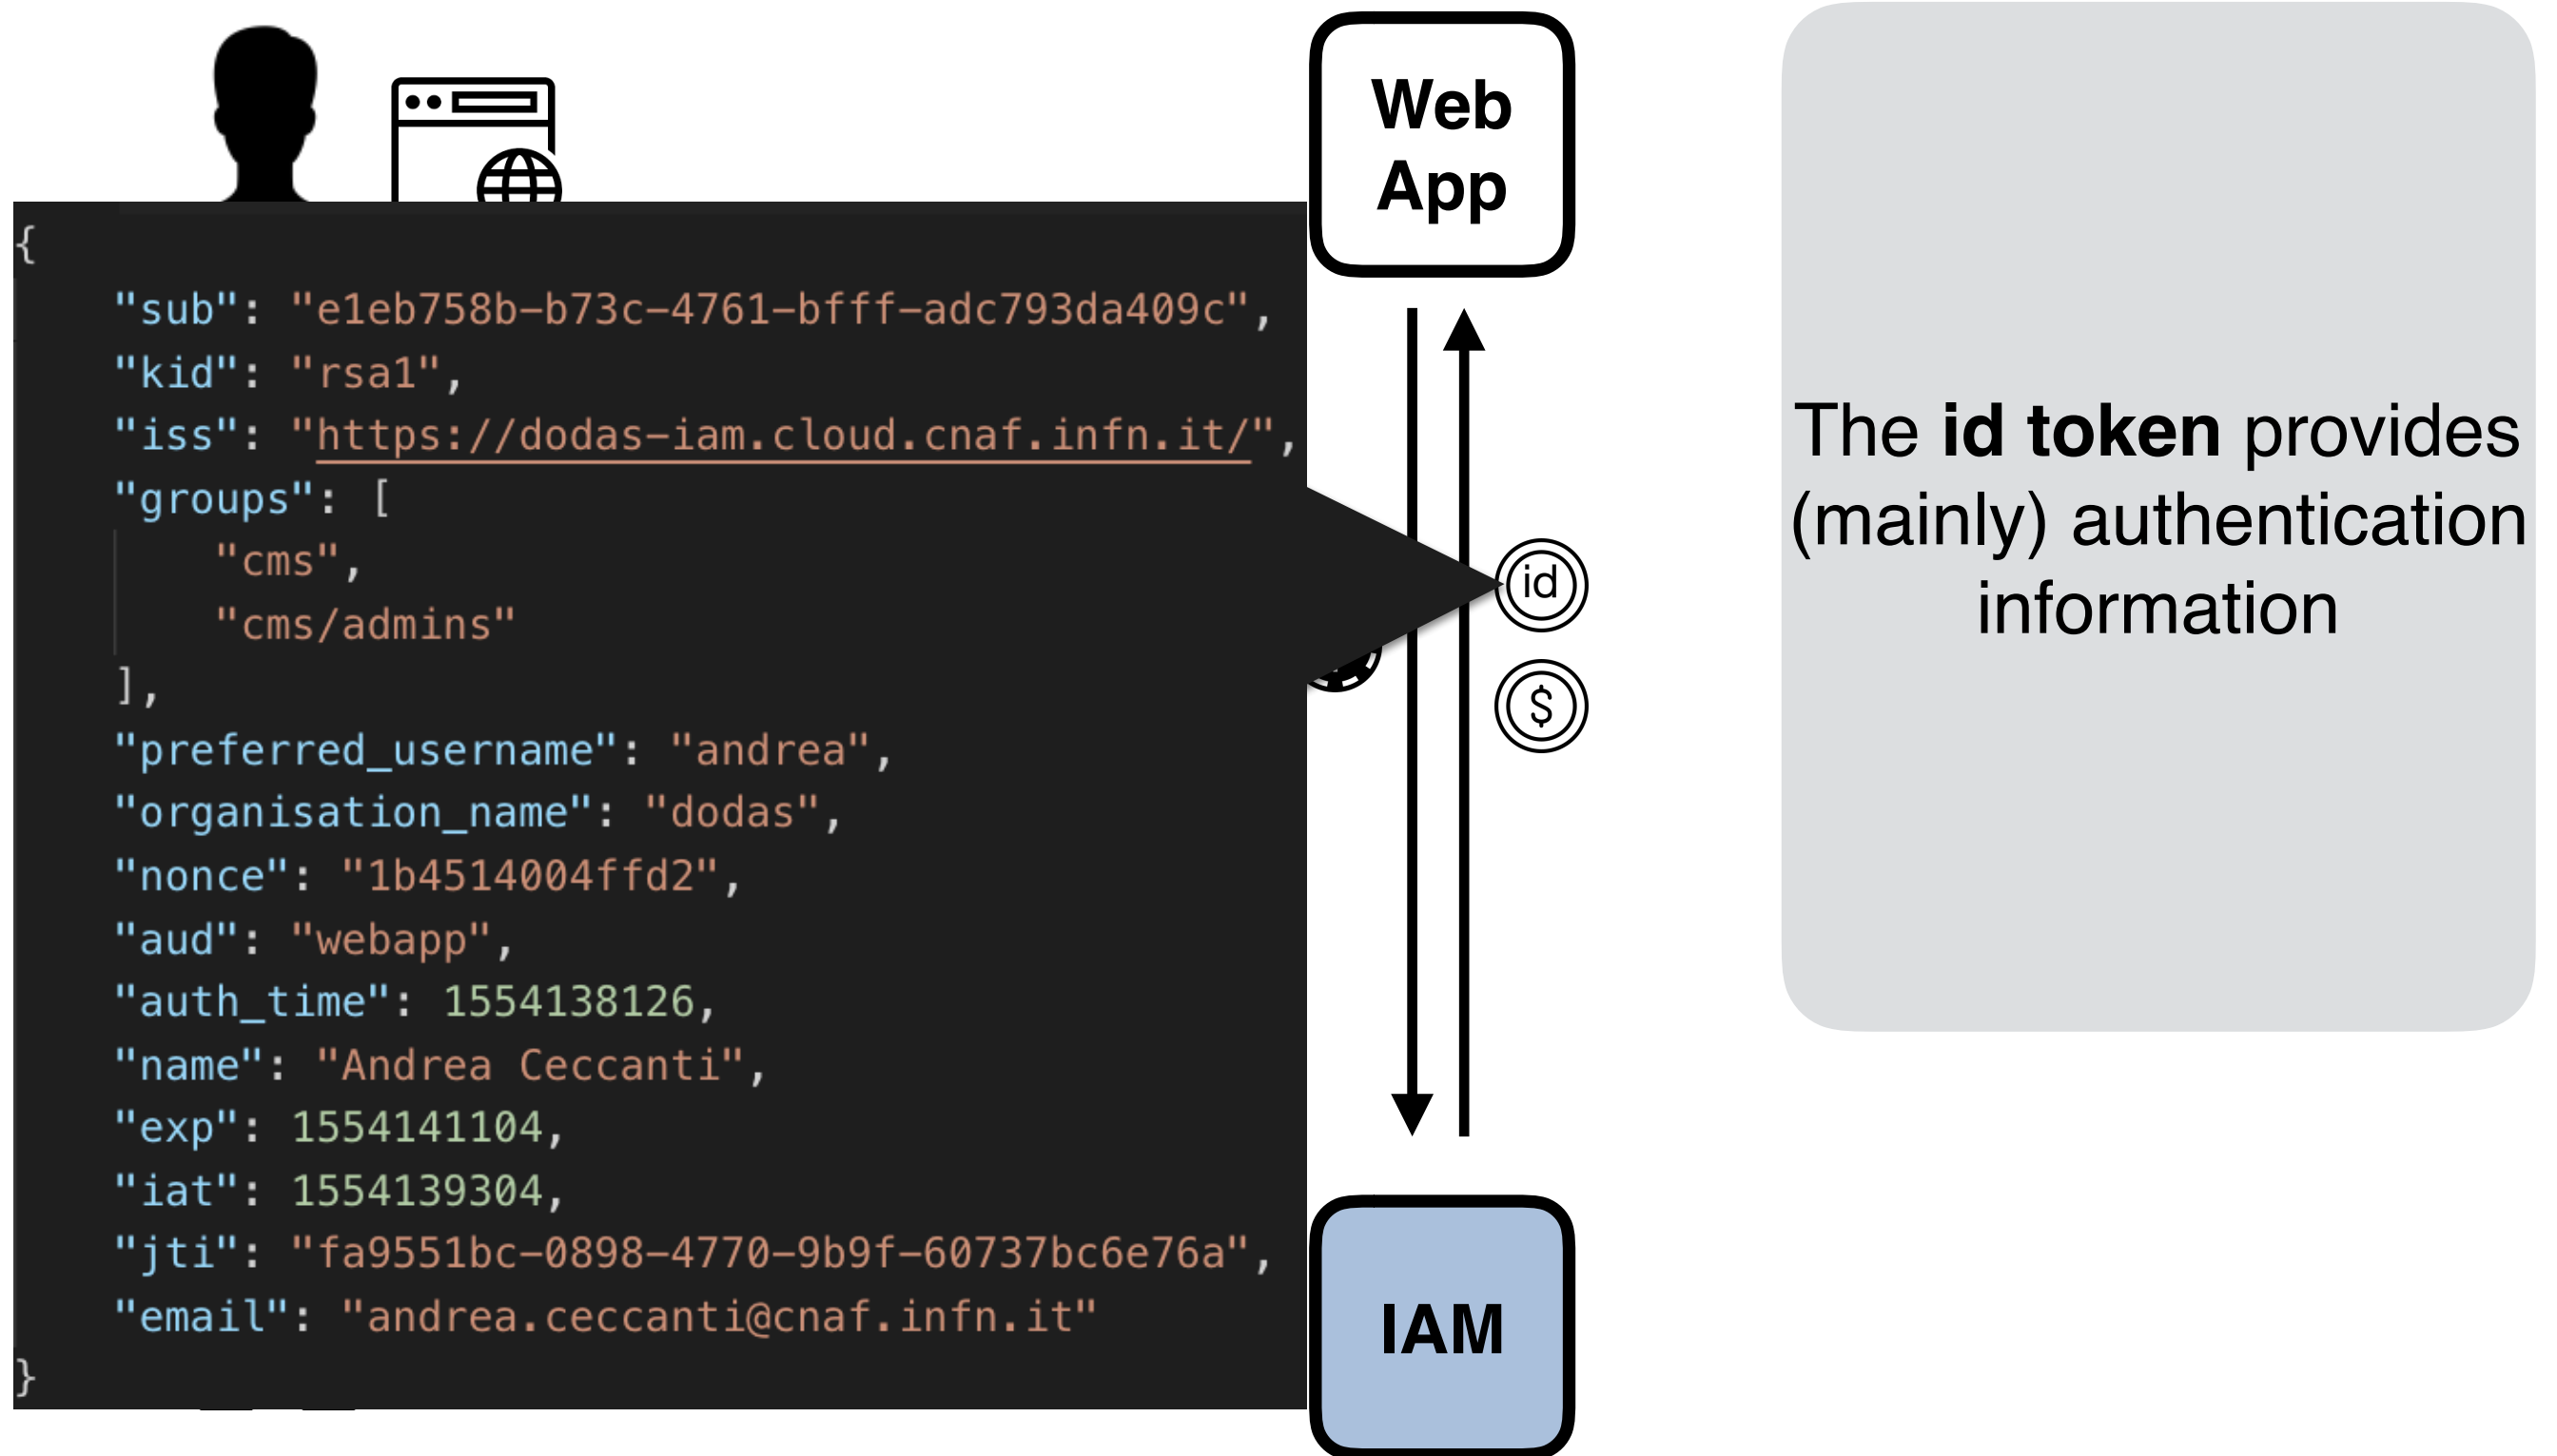 {
"sub": "e1eb758b-b73c-4761-bfff-adc793da409c",
"kid": "rsa1",
"iss": "https://dodas-iam.cloud.cnaf.infn.it/",
"groups": [
"cms",
"cms/admins"
],
"preferred_username": "andrea",
"organisation_name": "dodas",
"nonce": "1b4514004ffd2",
"aud": "webapp",
"auth_time": 1554138126,
"name": "Andrea Ceccanti",
"exp": 1554141104,
"iat": 1554139304,
"jti": "fa9551bc-0898-4770-9b9f-60737bc6e76a",
"email": "andrea.ceccanti@cnaf.infn.it"
}
Web
App
id
$
IAM
The id token provides
(mainly) authentication
information